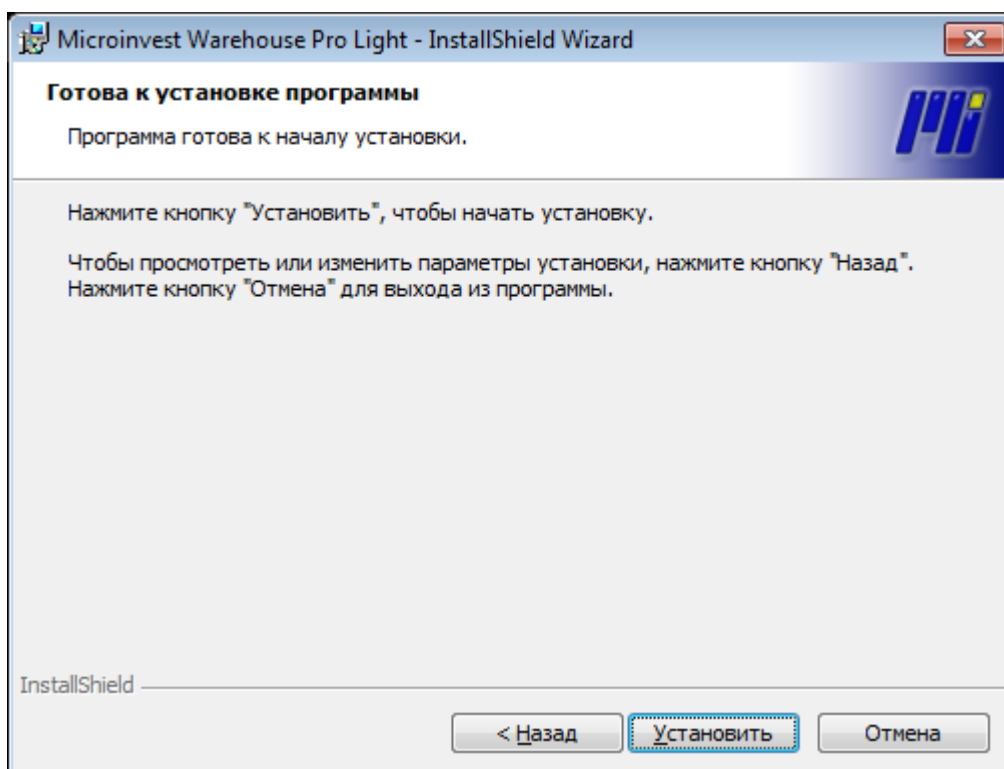 Microinvest Warehouse Pro Light - InstallShield Wizard
Готова к установке программы
Программа готова к началу установки.
Нажмите кнопку "Установить", чтобы начать установку.
Чтобы просмотреть или изменить параметры установки, нажмите кнопку "Назад".
Нажмите кнопку "Отмена" для выхода из программы.
InstallShield
< Назад
Установить
Отмена